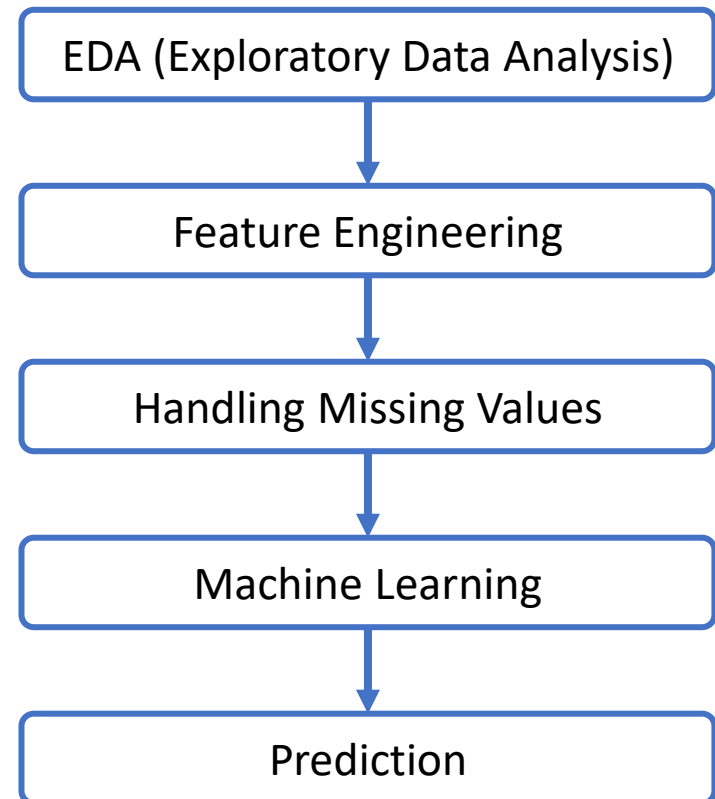 EDA (Exploratory Data Analysis)
Feature Engineering
Handling Missing Values
Machine Learning
Prediction